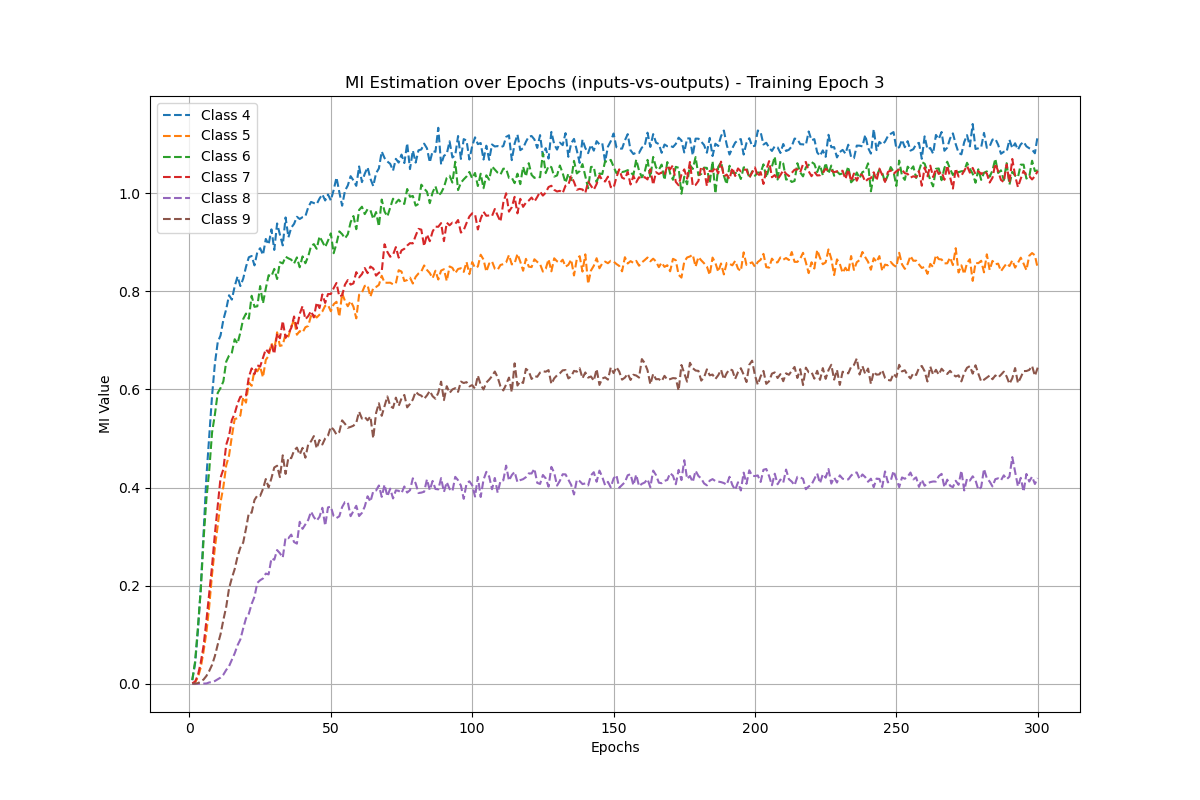 MI Estimation over Epochs (inputs-vs-outputs) - Training Epoch 3
Class 4
Class 5
Class 6
Class 7
Class 8
Class 9
MI Value
1.0
0.8
0.6
0.4
0.2
0.0
0 50 100 150 200 250 300
Epochs